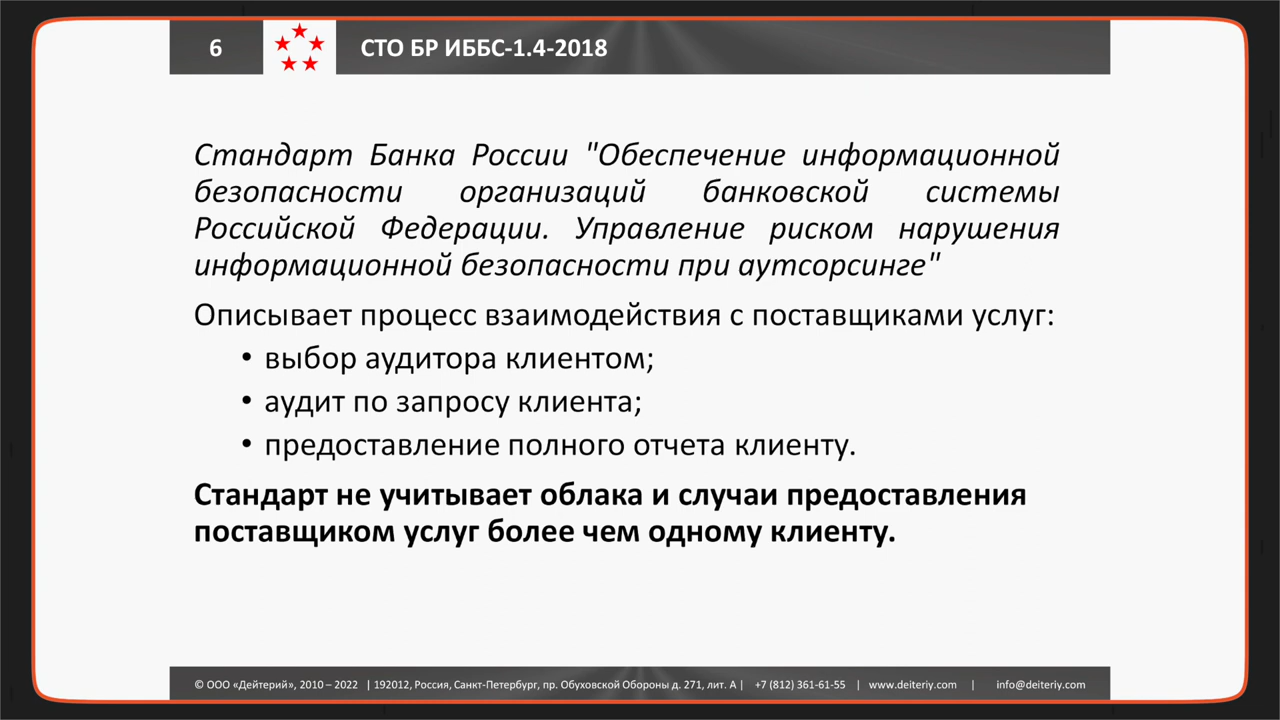 6
СТО БР ИББС-1.4-2018
Стандарт Банка России "Обеспечение информационной
безопасности организаций банковской системы
Российской Федерации. Управление риском нарушения
информационной безопасности при аутсорсинге"
Описывает процесс взаимодействия с поставщиками услуг:
• выбор аудитора клиентом;
• аудит по запросу клиента;
• предоставление полного отчета клиенту.
Стандарт не учитывает облака и случаи предоставления
поставщиком услуг более чем одному клиенту.
© ООО «Дейтерий», 2010 – 2022 | 192012, Россия, Санкт-Петербург, пр. Обуховской Обороны д. 271, лит. А | +7 (812) 361-61-55 | www.deiteriy.com | info@deiteriy.com